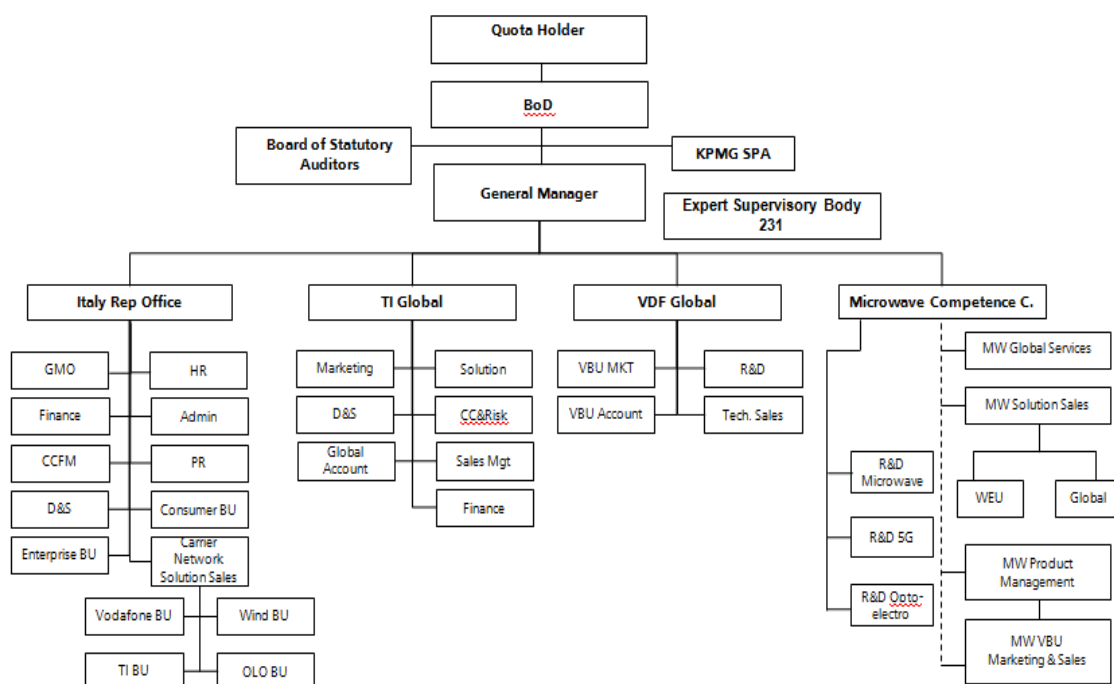 Quota Holder
BoD
Board of Statutory
Auditors
KPMG SPA
General Manager
Expert Supervisory Body
231
Italy Rep Office
TI Global
VDF Global
Microwave Competence C.
GMO
HR
Finance
Admin
CCFM
PR
D&S
Consumer BU
Enterprise BU
Carrier
Network
Solution Sales
Vodafone BU
Wind BU
TI BU
OLO BU
Marketing
Solution
D&S
CC&Risk
Global
Account
Sales Mgt
Finance
VBU MKT
R&D
VBU Account
Tech. Sales
R&D
Microwave
R&D 5G
R&D Opto-
electro
MW Global Services
MW Solution Sales
WEU
Global
MW Product
Management
MW VBU
Marketing & Sales